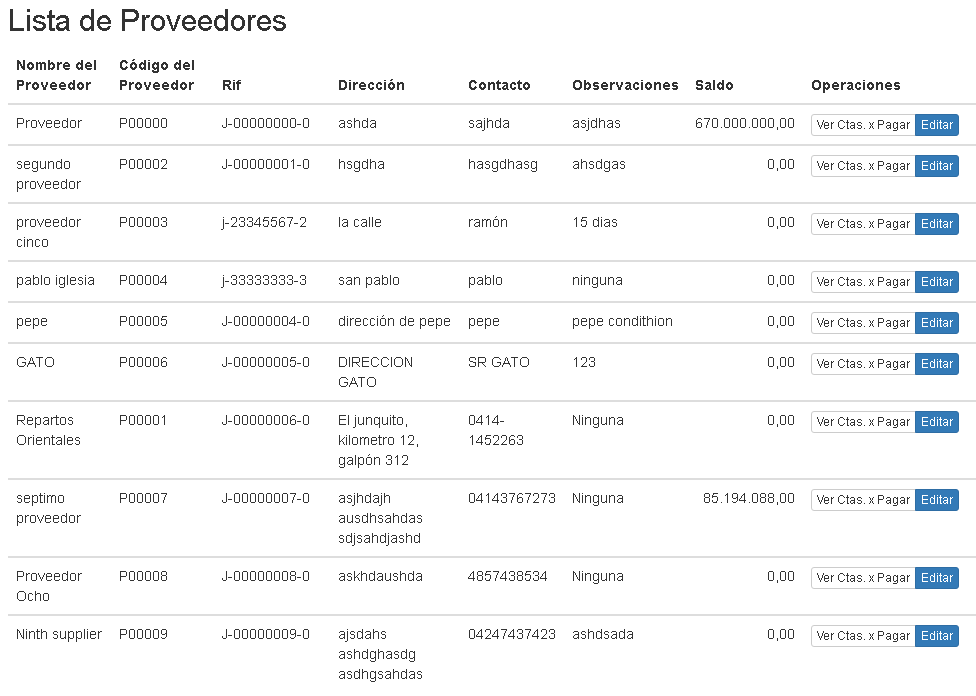 Lista de Proveedores
Nombre del Proveedor Código del Proveedor Rif Dirección Contacto Observaciones Saldo Operaciones
Proveedor P00000 J-00000000-0 ashda sajhda asjdhas 670.000.000,00 Ver Ctas. x Pagar Editar
segundo proveedor P00002 J-00000001-0 hsgdha hasgdhasg ahsdgas 0,00 Ver Ctas. x Pagar Editar
proveedor cinco P00003 j-23345567-2 la calle ramón 15 dias 0,00 Ver Ctas. x Pagar Editar
pablo iglesia P00004 j-33333333-3 san pablo pablo ninguna 0,00 Ver Ctas. x Pagar Editar
pepe P00005 J-00000004-0 dirección de pepe pepe pepe condithion 0,00 Ver Ctas. x Pagar Editar
GATO P00006 J-00000005-0 DIRECCION GATO SR GATO 123 0,00 Ver Ctas. x Pagar Editar
Repartos Orientales P00001 J-00000006-0 El junquito, kilometro 12, galpón 312 0414-1452263 Ninguna 0,00 Ver Ctas. x Pagar Editar
septimo proveedor P00007 J-00000007-0 asjhdajh ausdhsahdas sdjsahdjashd 04143767273 Ninguna 85.194.088,00 Ver Ctas. x Pagar Editar
Proveedor Ocho P00008 J-00000008-0 askhdaushda 4857438534 Ninguna 0,00 Ver Ctas. x Pagar Editar
Ninth supplier P00009 J-00000009-0 ajsdahs ashdghasdg asdhgsahdas 04247437423 ashdsada 0,00 Ver Ctas. x Pagar Editar